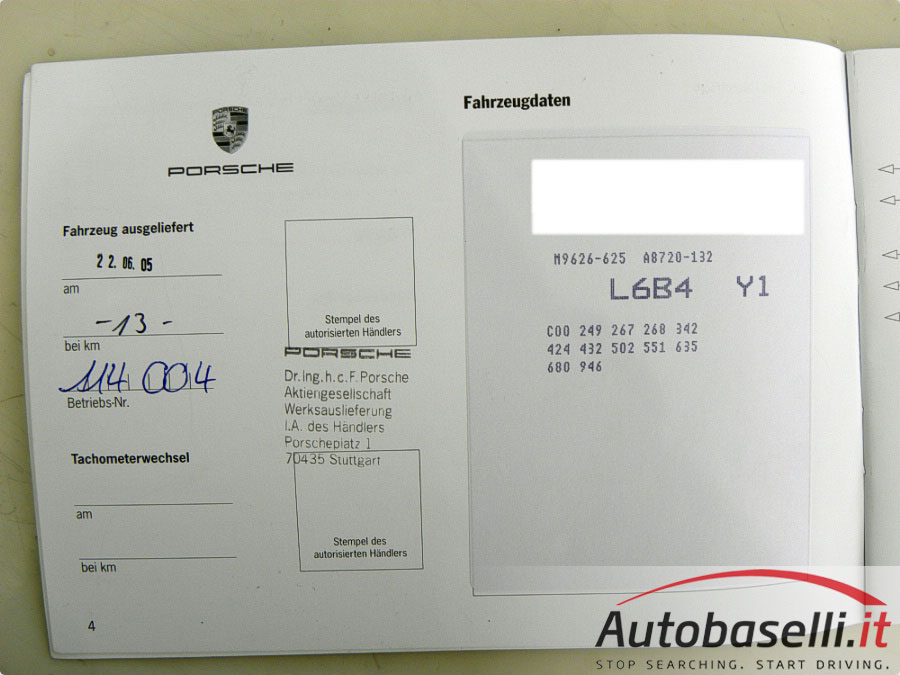 PORSCHE
PORSCHE
Fahrzeug ausgeliefert
22.06.05
am
-13-
bei km
114 004
Betriebs-Nr.
Tachometerwechsel
am
bei km
4
Stempel des
autorisierten Händlers
PORSCHE
Dr.Ing.h.c.F.Porsche
Aktiengesellschaft
Werksauslieferung
I.A. des Händlers
Porscheplatz 1
70435 Stuttgart
Stempel des
autorisierten Händlers
Fahrzeugdaten
M9626-625 A8720-132
L6B4 Y1
C00 249 267 268 342
424 432 502 551 635
680 946
Autobaselli.it
STOP SEARCHING. START DRIVING.